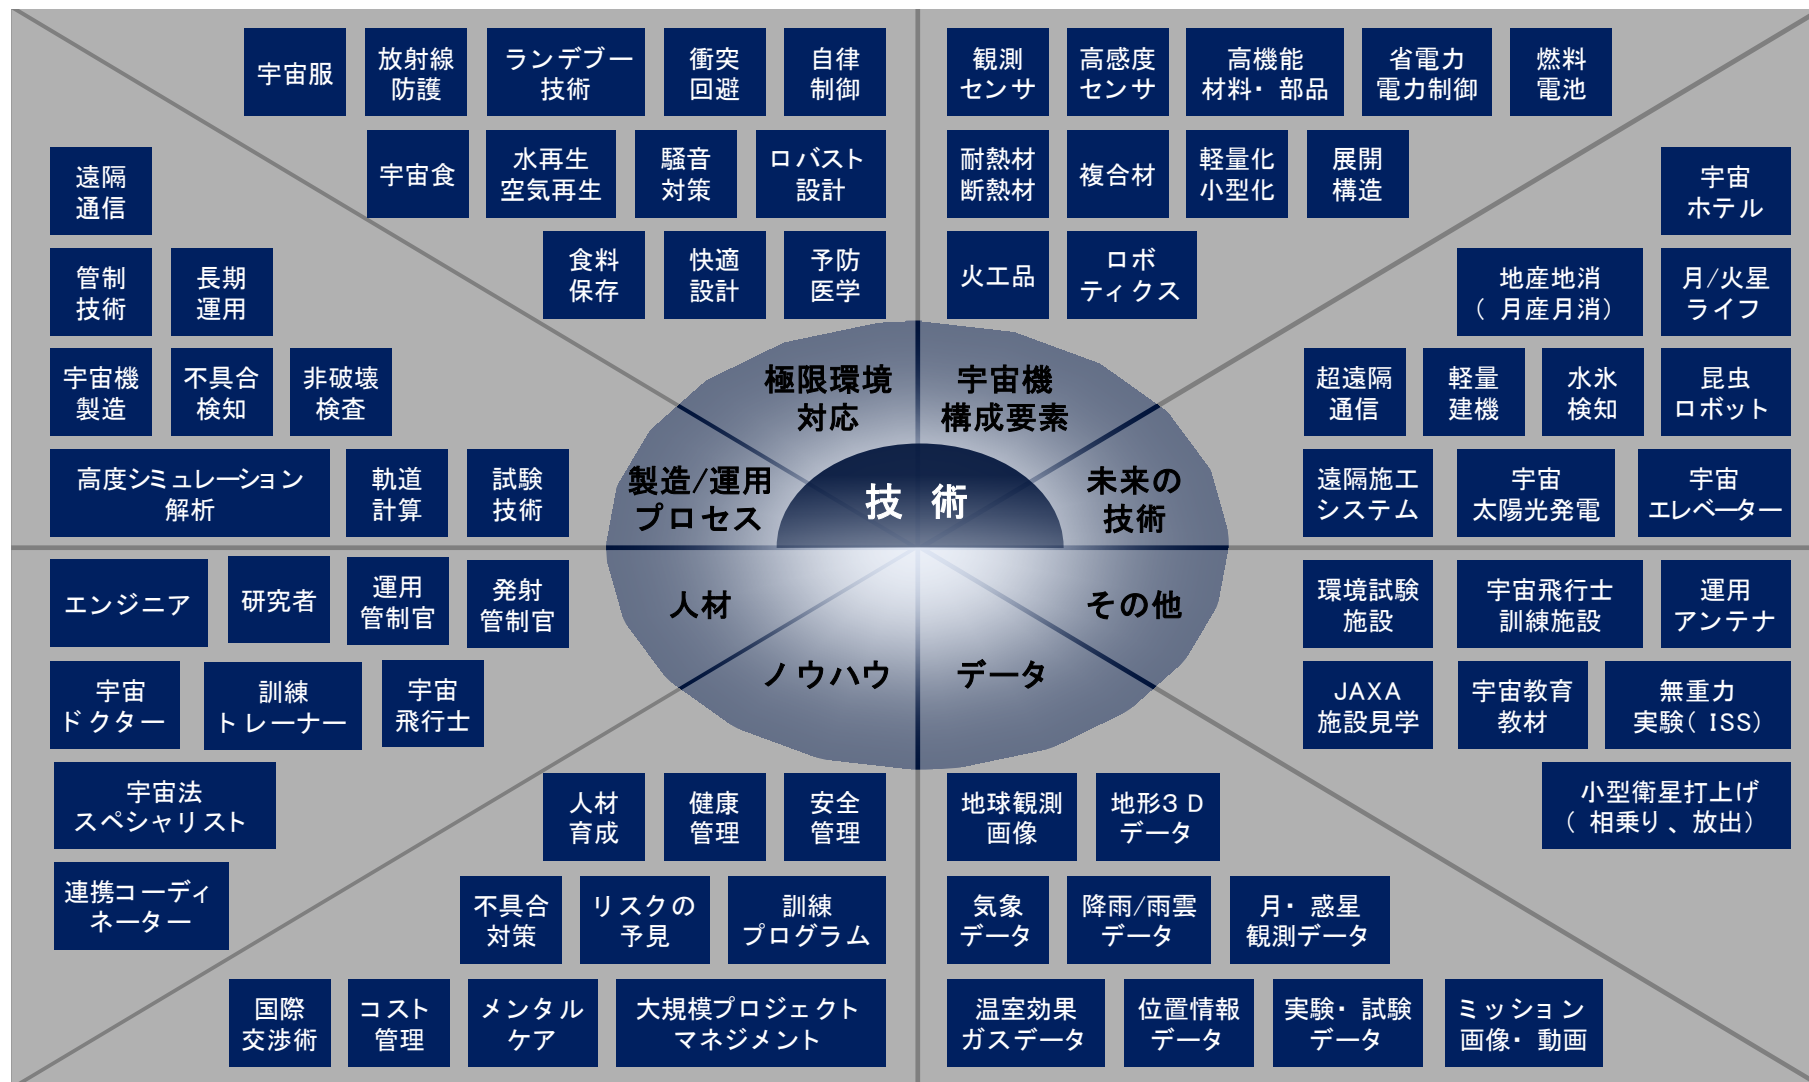 宇宙服
放射線
防護
ランデブー
技術
衝突
回避
自律
制御
宇宙食
水再生
空気再生
騒音
対策
ロバスト
設計
食料
保存
快適
設計
予防
医学
観測
センサ
高感度
センサ
高機能
材料・部品
省電力
電力制御
燃料
電池
耐熱材
断熱材
複合材
軽量化
小型化
展開
構造
火工品
ロボ
ティクス
遠隔
通信
管制
技術
長期
運用
宇宙機
製造
不具合
検知
非破壊
検査
高度シミュレーション
解析
軌道
計算
試験
技術
宇宙
ホテル
地産地消
(月産月消)
月/火星
ライフ
超遠隔
通信
軽量
建機
水氷
検知
昆虫
ロボット
遠隔施工
システム
宇宙
太陽光発電
宇宙
エレベーター
極限環境
対応
宇宙機
構成要素
製造/運用
プロセス
技 術
未来の
技術
人材
その他
ノウハウ
データ
エンジニア
研究者
運用
管制官
発射
管制官
宇宙
ドクター
訓練
トレーナー
宇宙
飛行士
宇宙法
スペシャリスト
連携コーディ
ネーター
環境試験
施設
宇宙飛行士
訓練施設
運用
アンテナ
JAXA
施設見学
宇宙教育
教材
無重力
実験(ISS)
小型衛星打上げ
(相乗り、放出)
人材
育成
健康
管理
安全
管理
不具合
対策
リスクの
予見
訓練
プログラム
国際
交渉術
コスト
管理
メンタル
ケア
大規模プロジェクト
マネジメント
地球観測
画像
地形3D
データ
気象
データ
降雨/雨雲
データ
月・惑星
観測データ
温室効果
ガスデータ
位置情報
データ
実験・試験
データ
ミッション
画像・動画